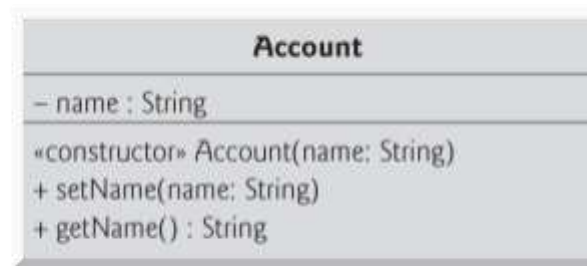 Account
– name : String
«constructor» Account(name: String)
+ setName(name: String)
+ getName() : String